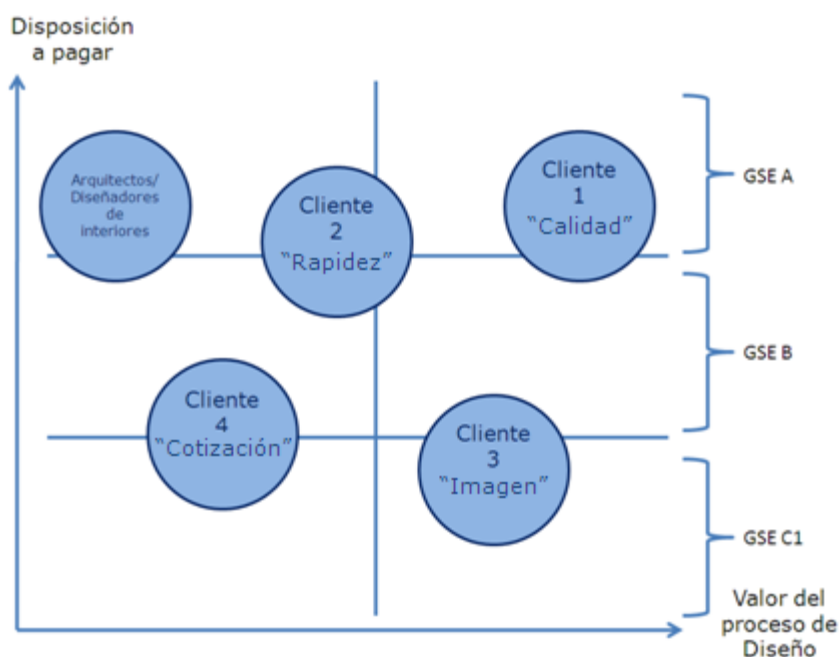 Disposición
a pagar
Arquitectos/
Diseñadores
de
interiores
Cliente
2
“Rapidez”
Cliente
1
“Calidad”
GSE A
GSE B
Cliente
4
“Cotización”
Cliente
3
“Imagen”
GSE C1
Valor del
proceso de
Diseño